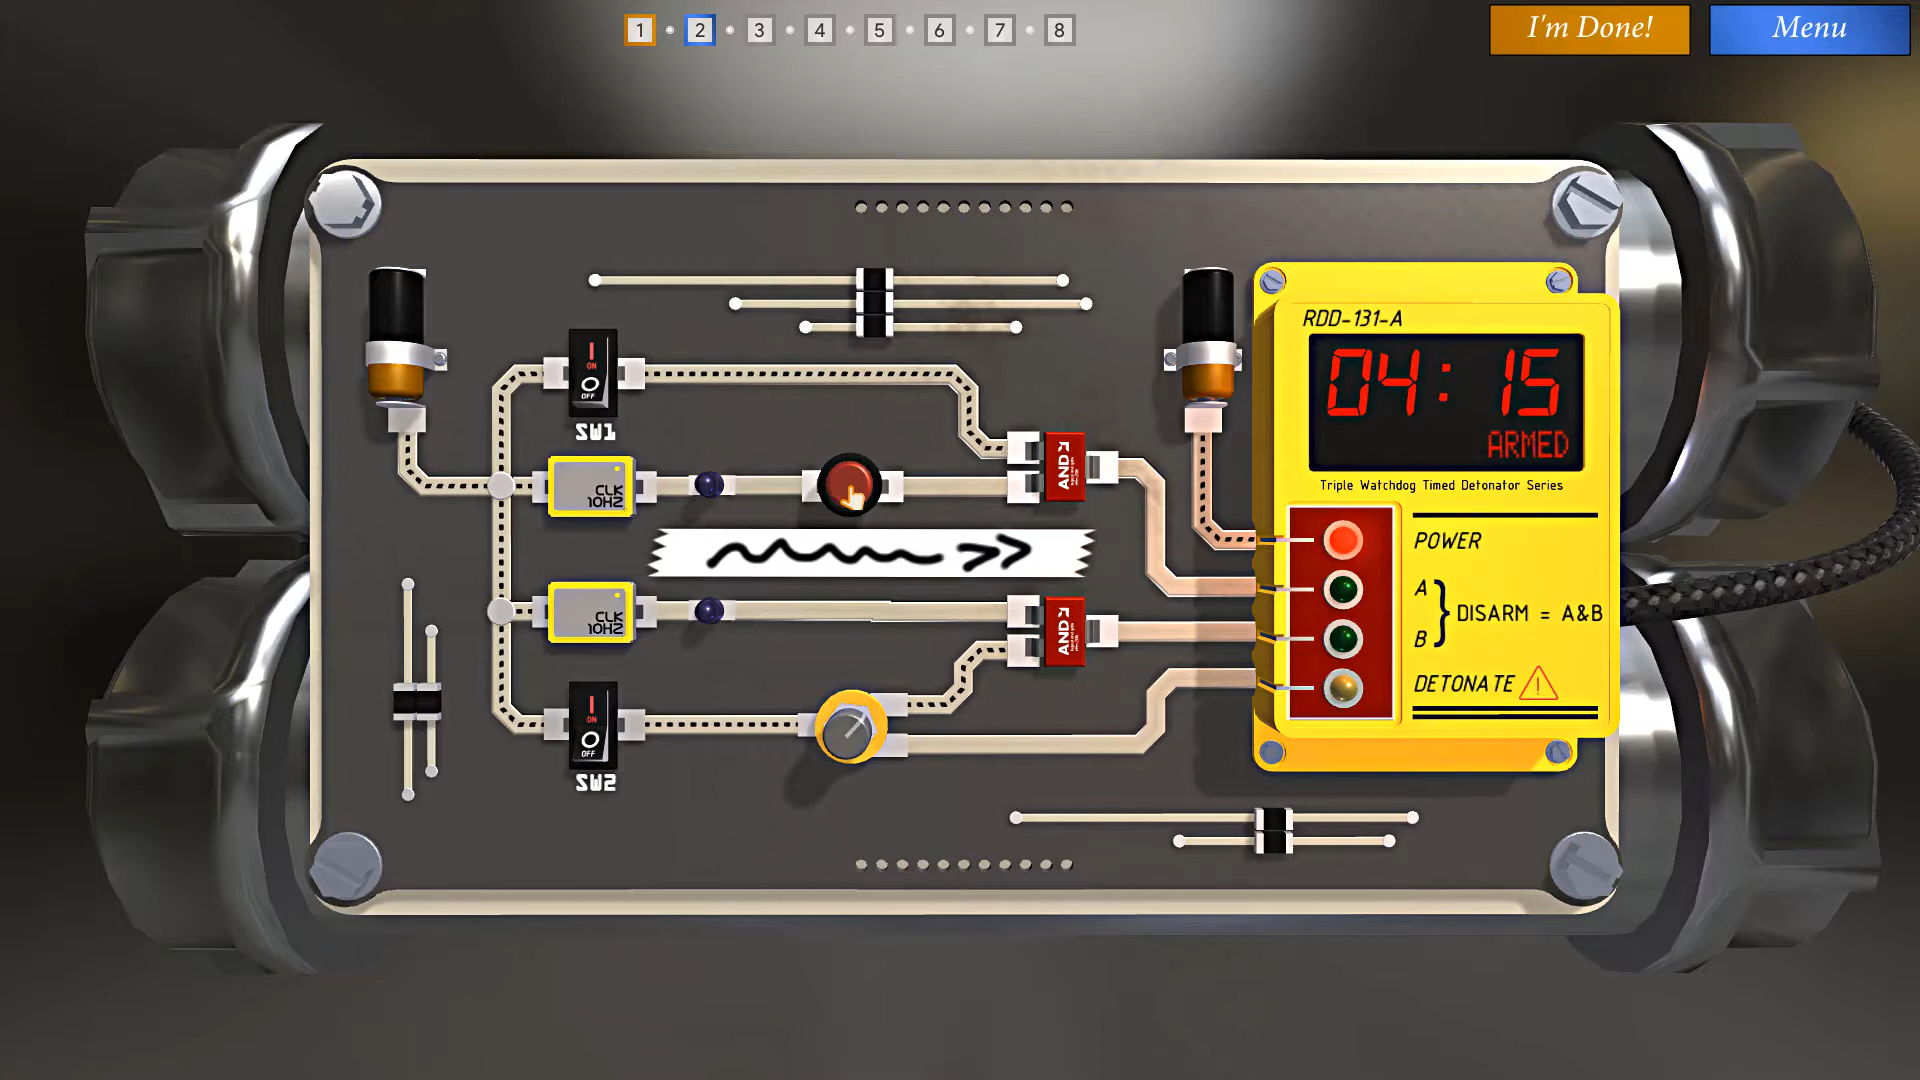 1 2 3 4 5 6 7 8
I'm Done!
Menu
RDD-131-A
04:15
ARMED
Triple Watchdog Timed Detonator Series
POWER
A
B
DISARM = A&B
DETONATE
ON
OFF
SW1
CLK
10HZ
AND
CLK
10HZ
AND
ON
OFF
SW2